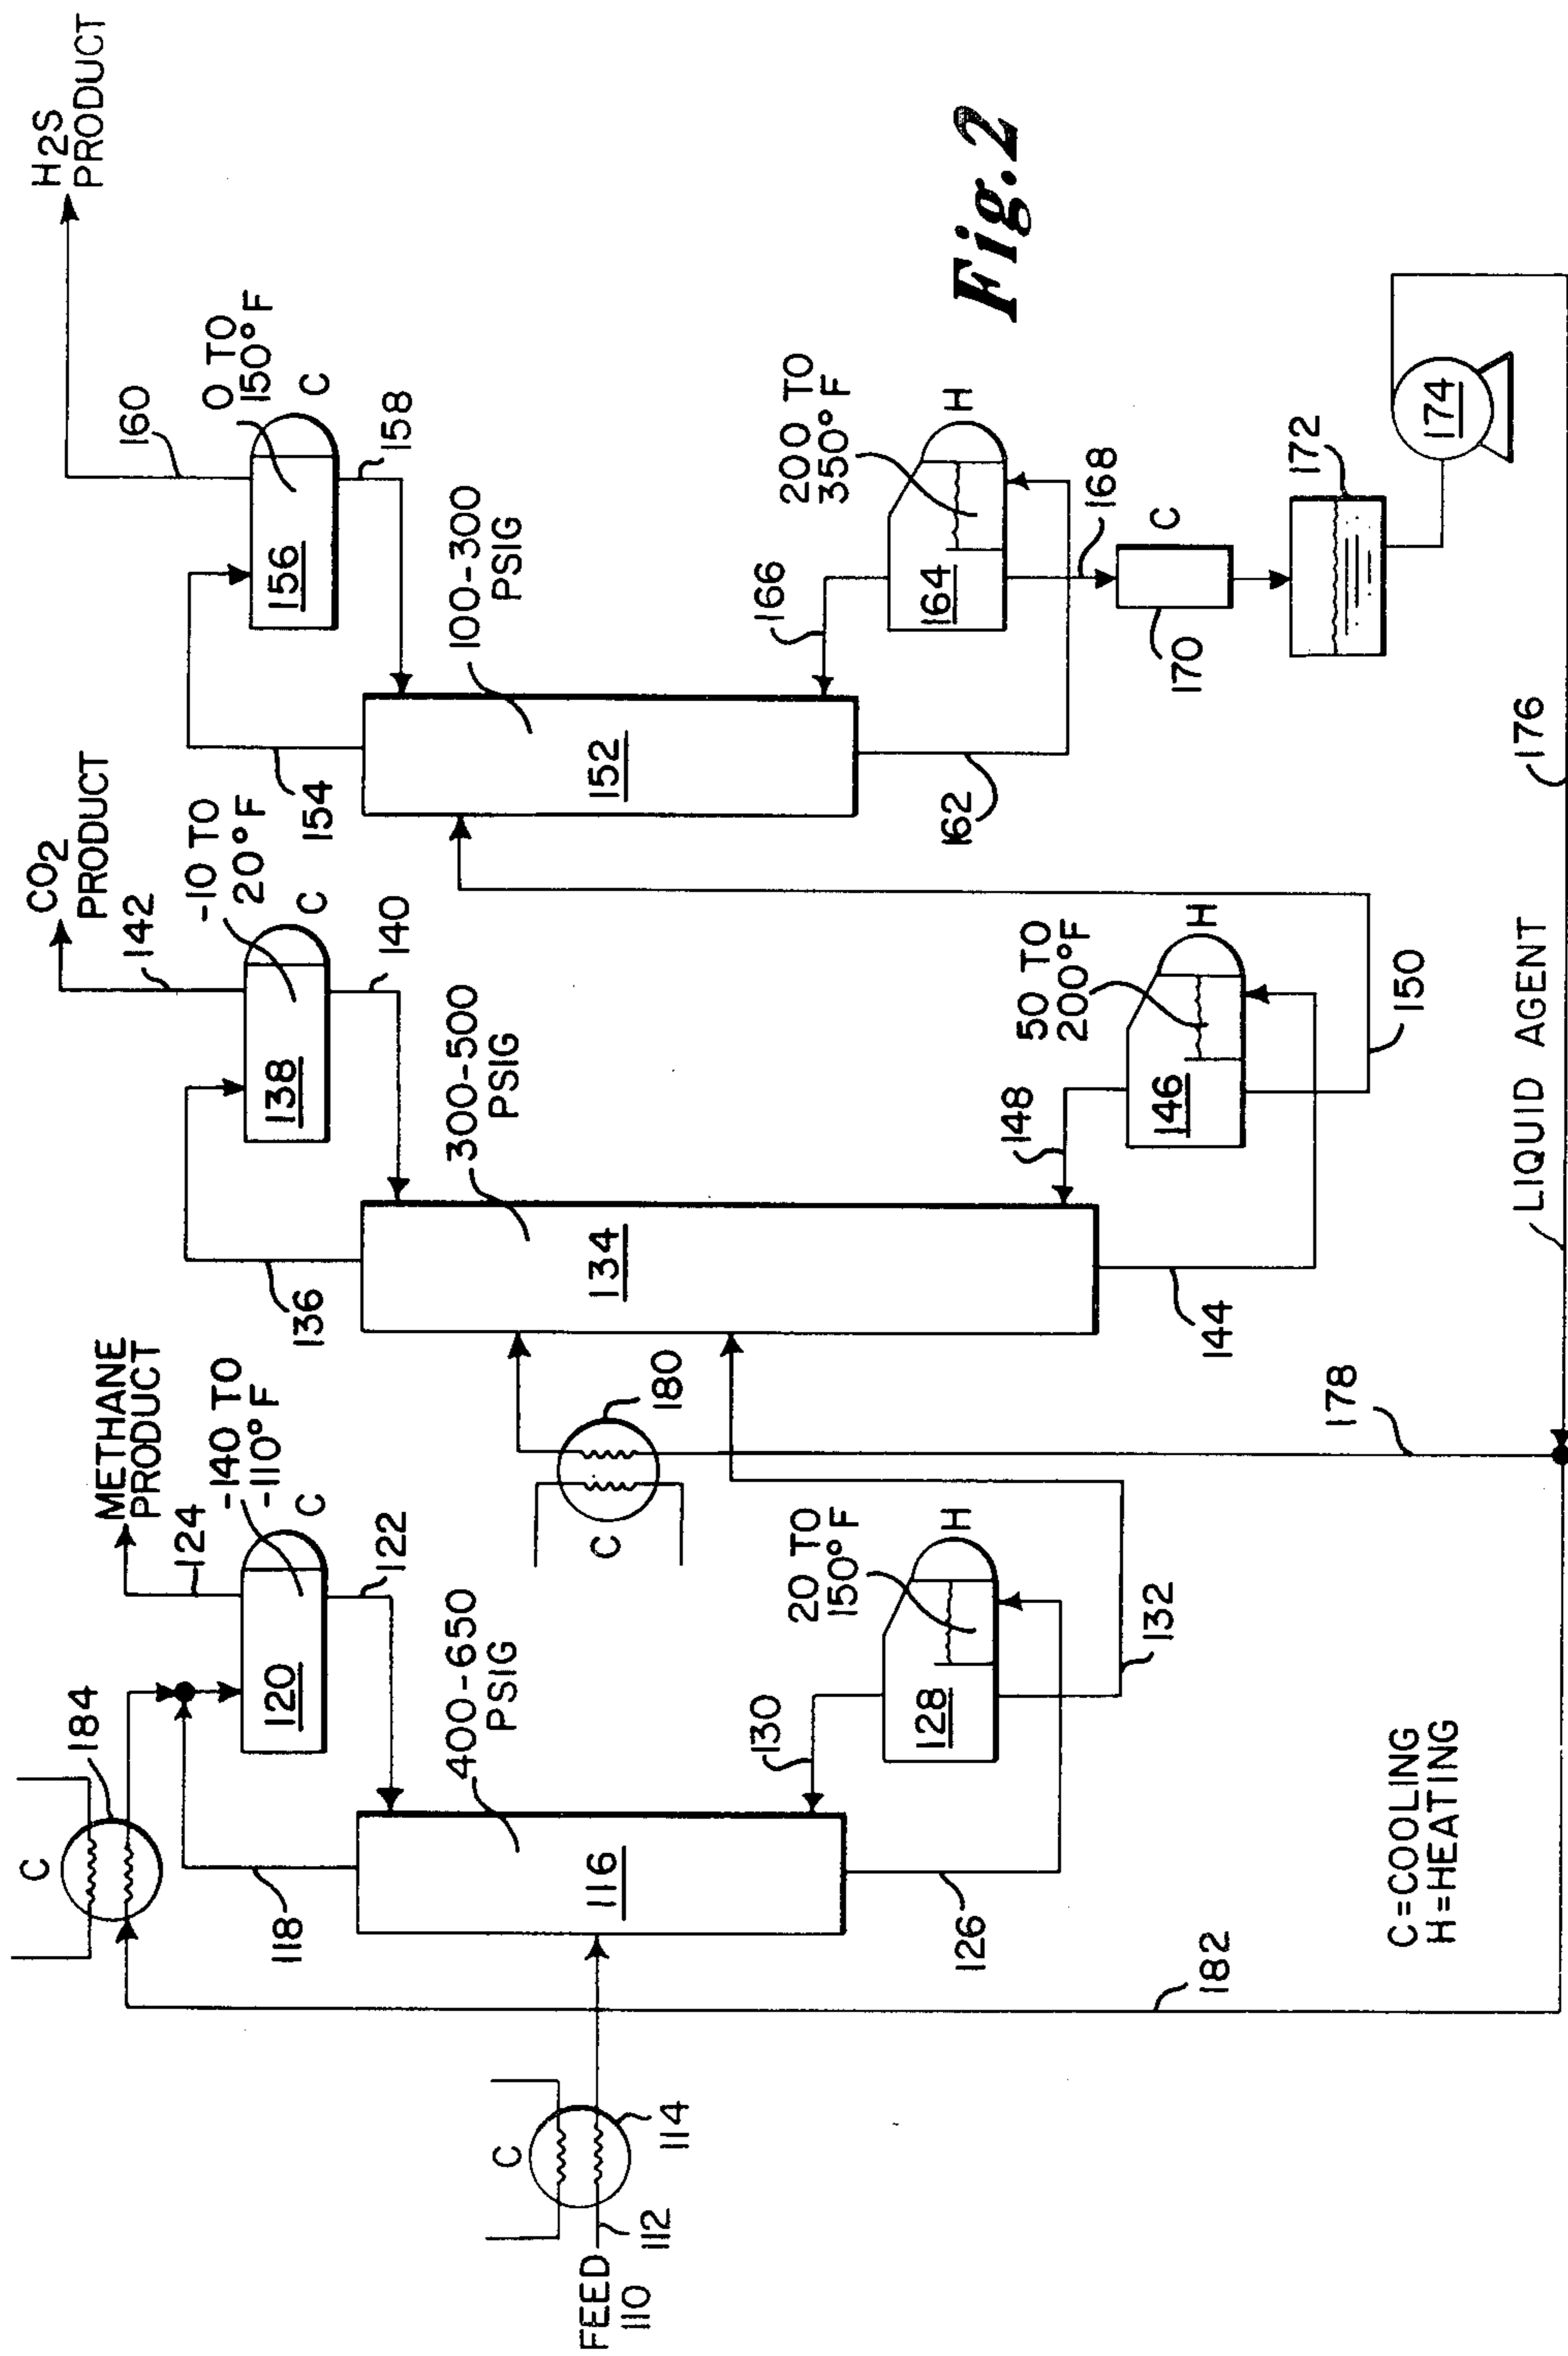 H2S
PRODUCT
160
0 TO
150°F
C
156
158
154
100-300
PSIG
152
166
200 TO
350°F
H
164
162
168
C
170
172
174
176
Fig.2
CO2
PRODUCT
142
-10 TO
20°F
C
138
140
136
300-500
PSIG
134
148
50 TO
200°F
H
146
144
150
LIQUID AGENT
METHANE
PRODUCT
124
-140 TO
-110°F
C
120
122
184
C
118
400-650
PSIG
116
180
C
130
20 TO
150°F
H
128
126
132
178
182
C
114
112
FEED
110
C=COOLING
H=HEATING